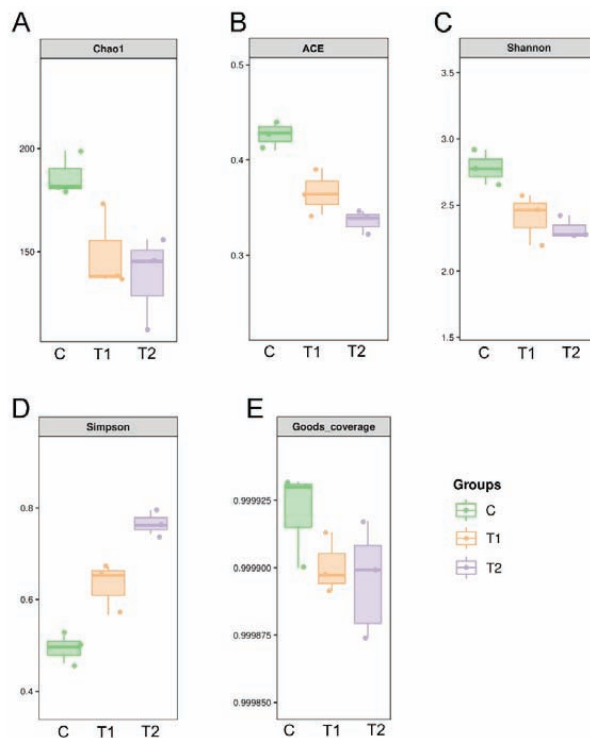 A
Chao1
200
150
C T1 T2
B
ACE
0.5
0.4
0.3
C T1 T2
C
Shannon
3.5
3.0
2.5
2.0
1.5
C T1 T2
D
Simpson
0.8
0.6
0.4
C T1 T2
E
Goods_coverage
0.999925
0.999900
0.999875
0.999850
C T1 T2
Groups
C
T1
T2